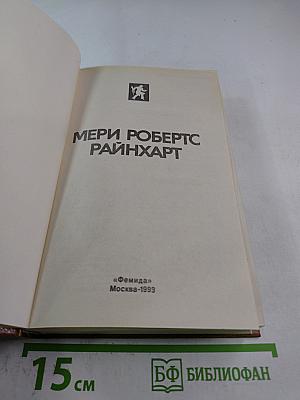 МЕРИ РОБЕРТС
РАЙНХАРТ
«Фемида»
Москва-1993
15 см
БФ БИБЛИОФАН